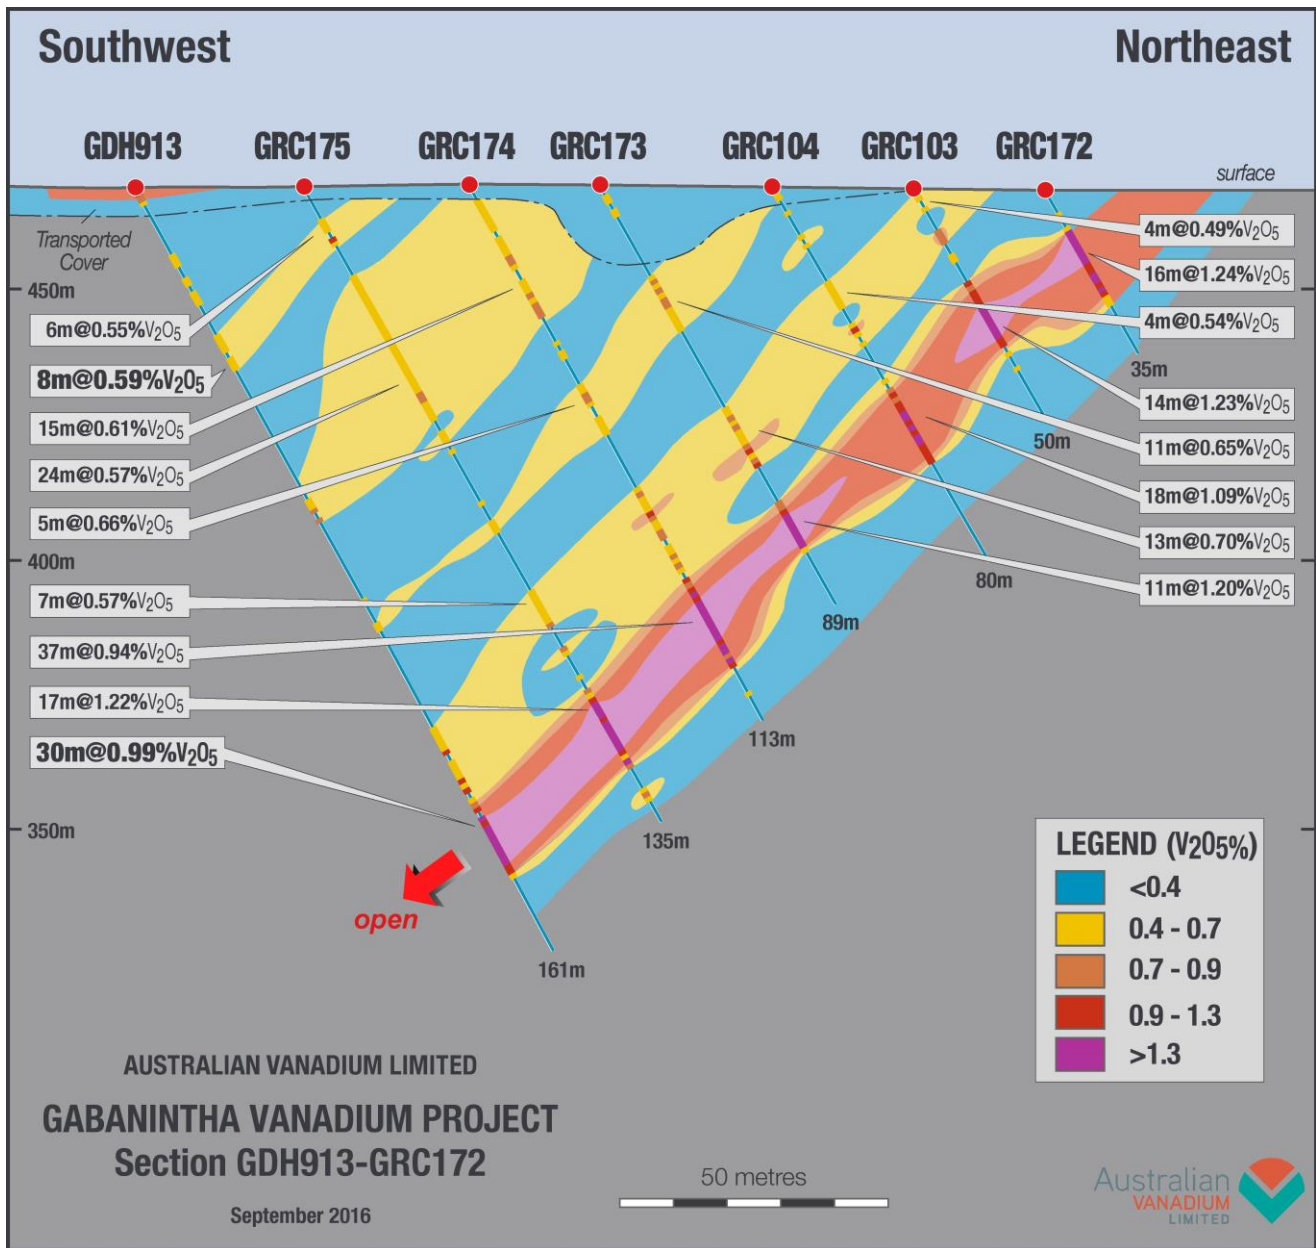 Southwest
Northeast
GDH913
GRC175
GRC174
GRC173
GRC104
GRC103
GRC172
surface
Transported
Cover
450m
400m
350m
6m@0.55%V₂O₅
8m@0.59%V₂O₅
15m@0.61%V₂O₅
24m@0.57%V₂O₅
5m@0.66%V₂O₅
7m@0.57%V₂O₅
37m@0.94%V₂O₅
17m@1.22%V₂O₅
30m@0.99%V₂O₅
4m@0.49%V₂O₅
16m@1.24%V₂O₅
4m@0.54%V₂O₅
14m@1.23%V₂O₅
11m@0.65%V₂O₅
18m@1.09%V₂O₅
13m@0.70%V₂O₅
11m@1.20%V₂O₅
35m
50m
80m
89m
113m
135m
161m
open
LEGEND (V₂O₅%)
<0.4
0.4 - 0.7
0.7 - 0.9
0.9 - 1.3
>1.3
AUSTRALIAN VANADIUM LIMITED
GABANINTHA VANADIUM PROJECT
Section GDH913-GRC172
September 2016
50 metres
Australian
VANADIUM
LIMITED